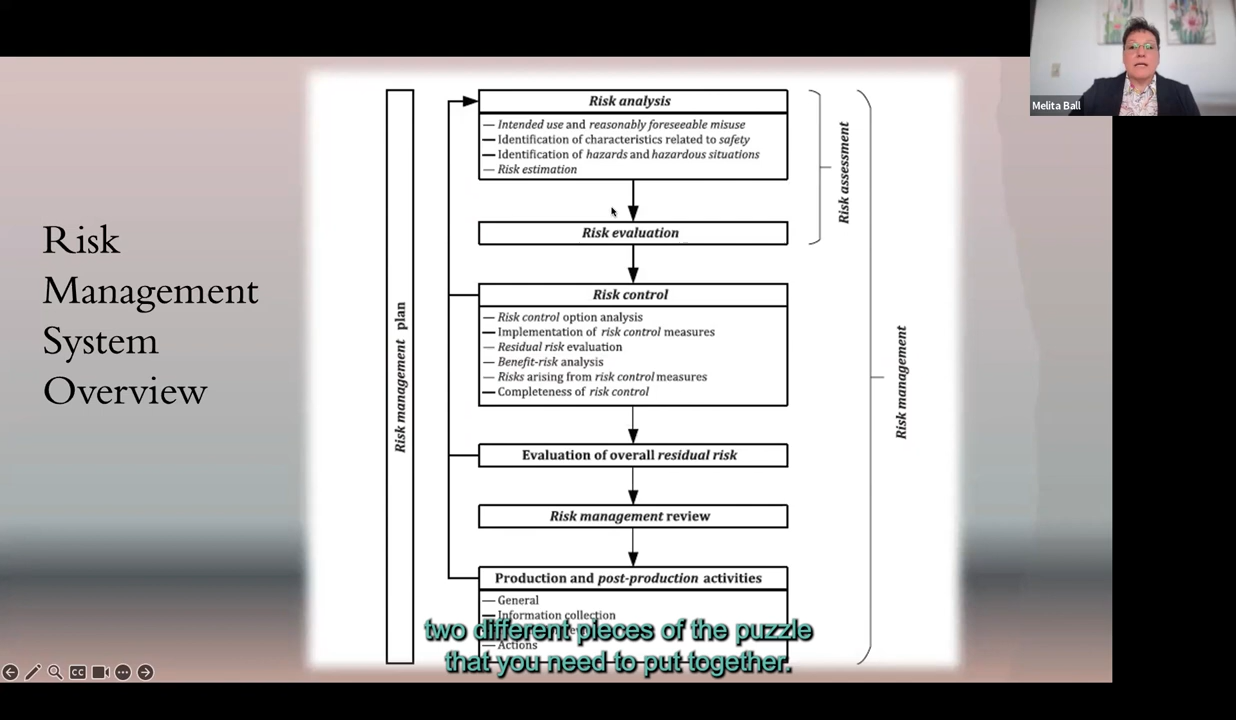 Melita Ball
Risk
Management
System
Overview
Risk management plan
Risk analysis
— Intended use and reasonably foreseeable misuse
— Identification of characteristics related to safety
— Identification of hazards and hazardous situations
— Risk estimation
Risk evaluation
Risk control
— Risk control option analysis
— Implementation of risk control measures
— Residual risk evaluation
— Benefit-risk analysis
— Risks arising from risk control measures
— Completeness of risk control
Evaluation of overall residual risk
Risk management review
Production and post-production activities
— General
— Information collection
— Actions
Risk assessment
Risk management
two different pieces of the puzzle
that you need to put together.
CC